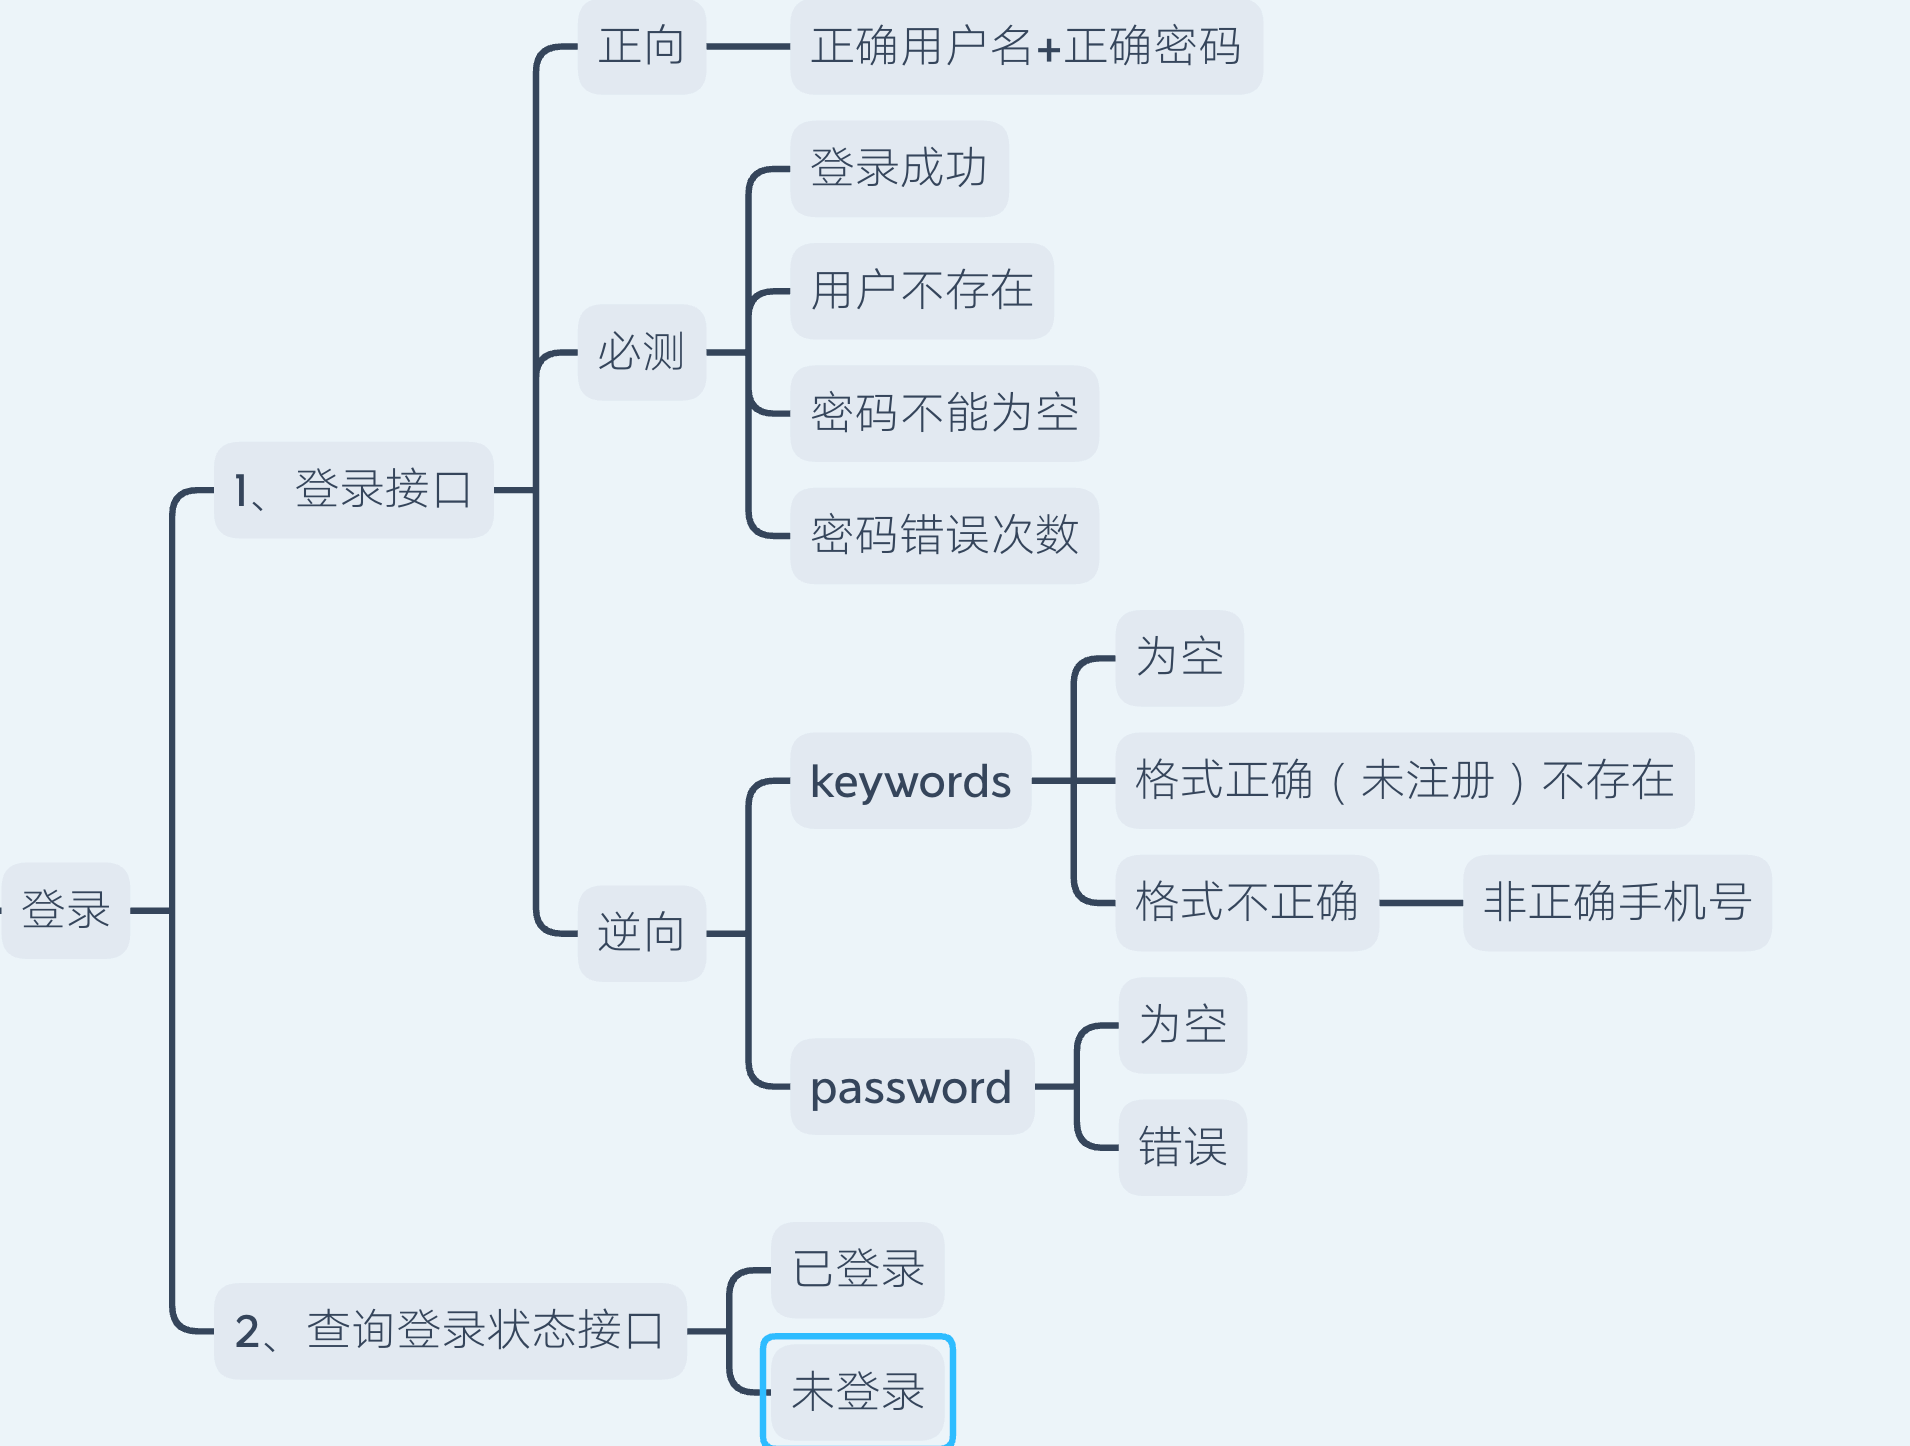 登录
1、登录接口
正向
正确用户名+正确密码
必测
登录成功
用户不存在
密码不能为空
密码错误次数
逆向
keywords
为空
格式正确（未注册）不存在
格式不正确
非正确手机号
password
为空
错误
2、查询登录状态接口
已登录
未登录